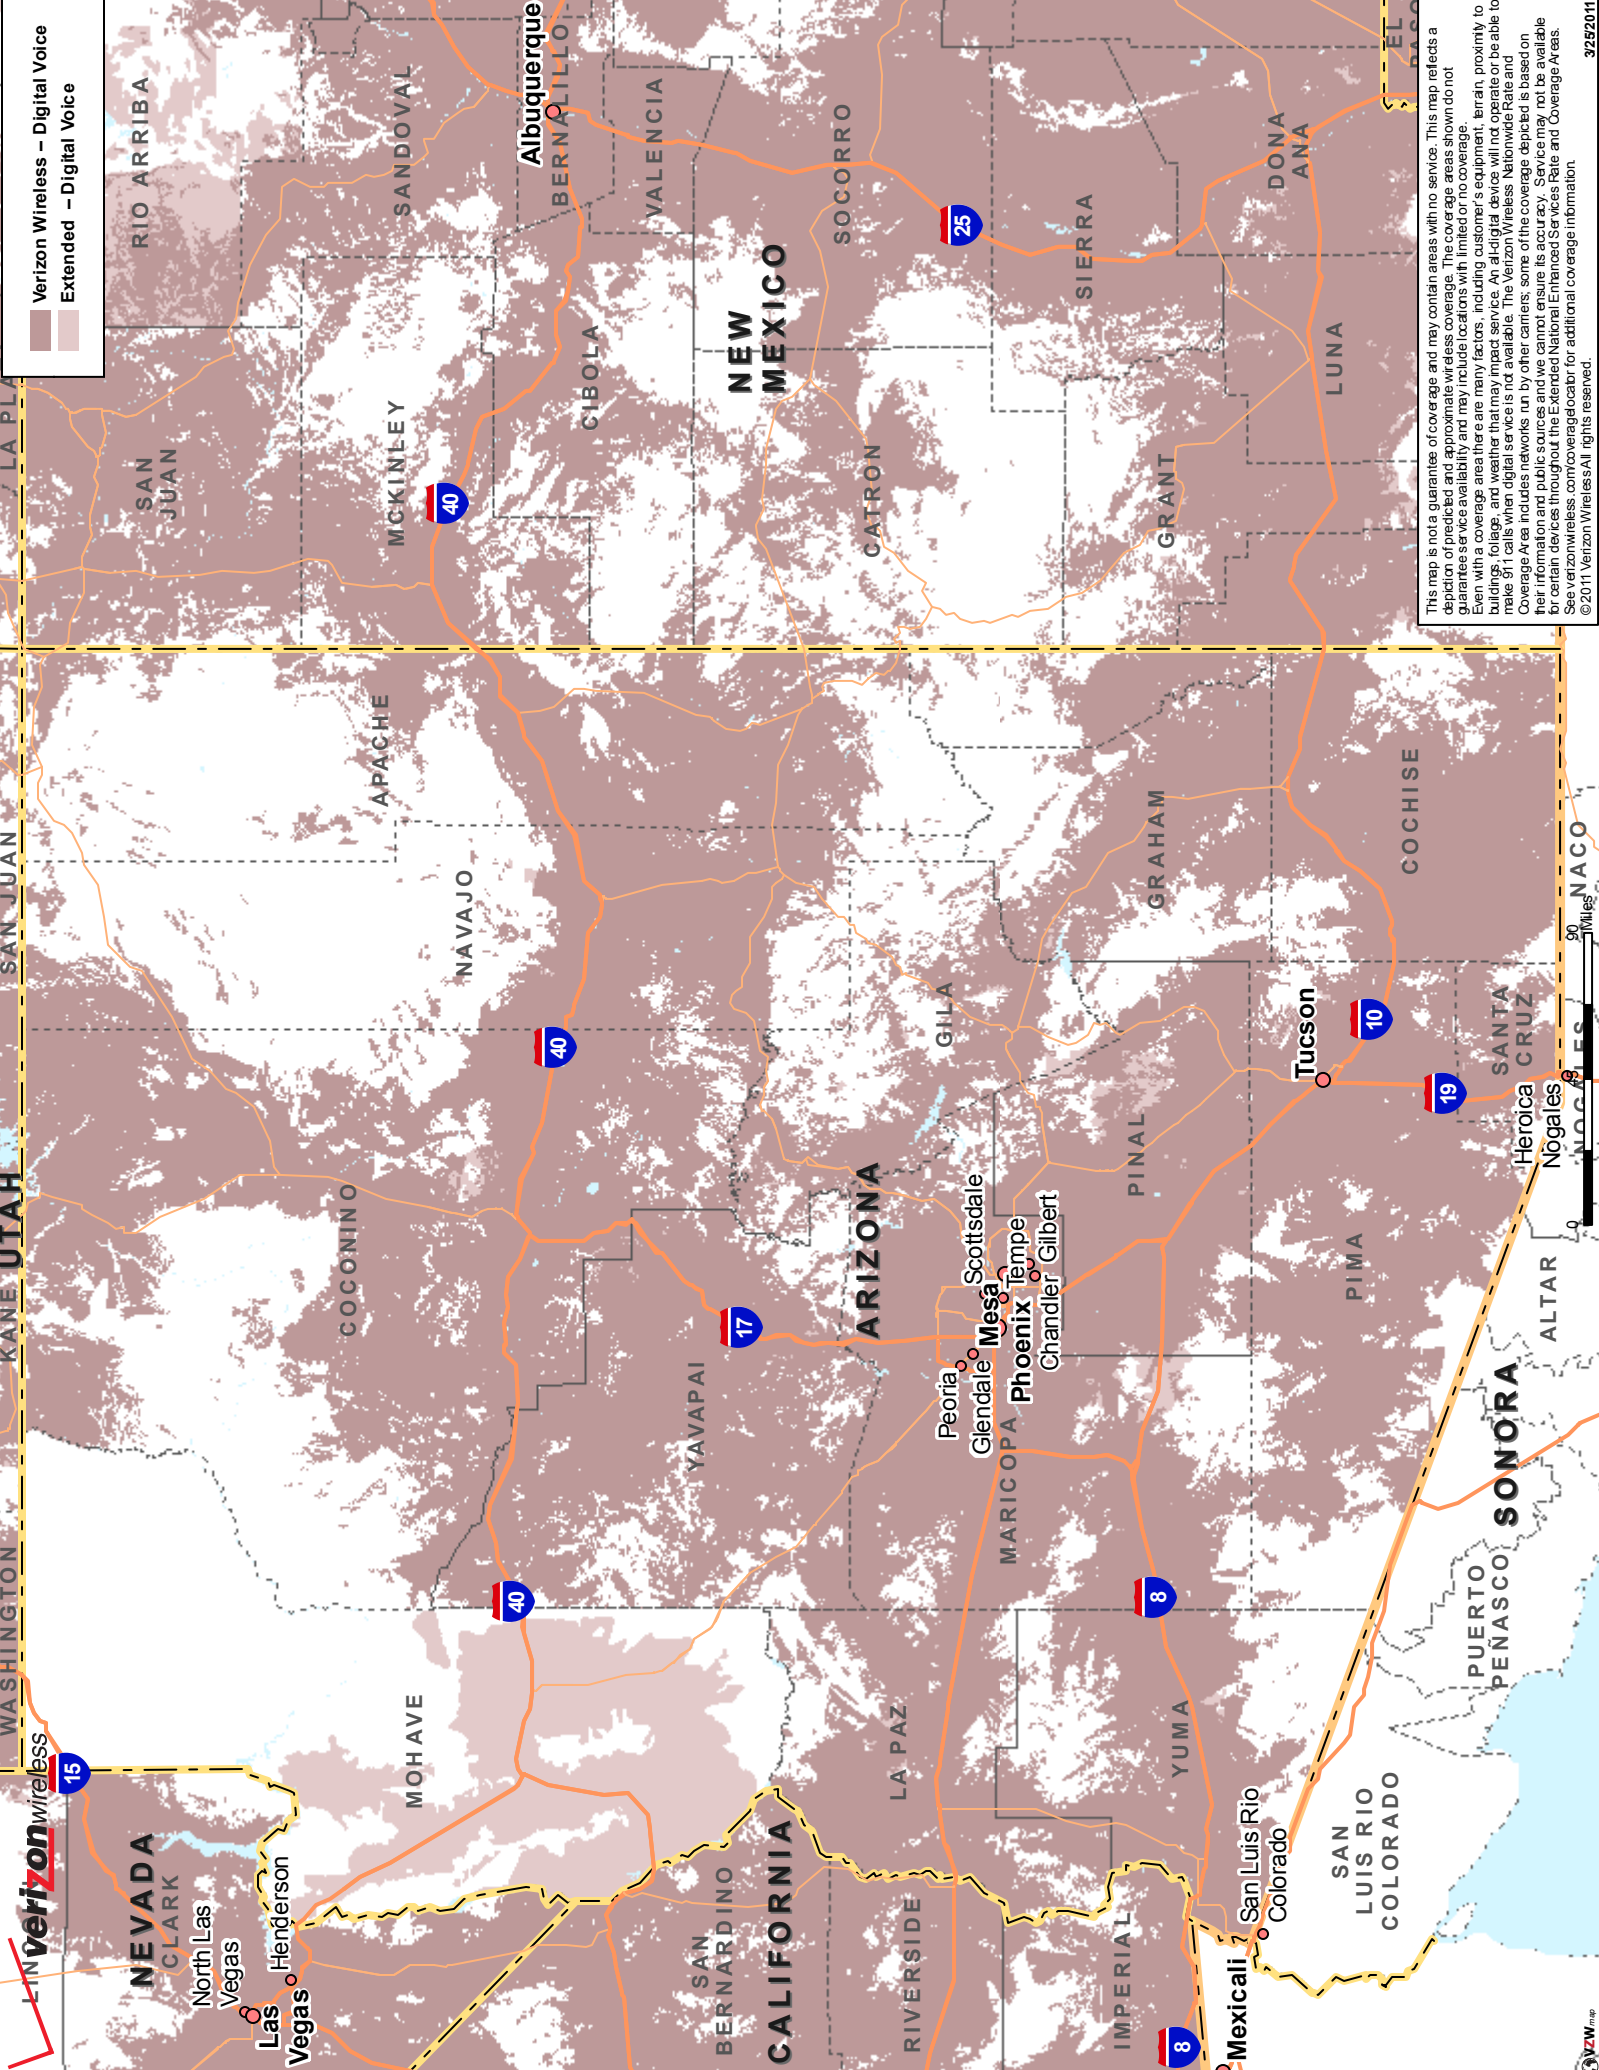 verizonwireless
Verizon Wireless – Digital Voice
Extended – Digital Voice
WASHINGTON
KANE
UTAH
SAN JUAN
LA PLA
NEVADA
CLARK
15
North Las
Vegas
Henderson
Las
Vegas
MOHAVE
COCONINO
NAVAJO
APACHE
SAN
JUAN
RIO ARRIBA
MCKINLEY
SANDOVAL
40
40
40
Albuquerque
BERNALILLO
CIBOLA
VALENCIA
NEW
MEXICO
SOCORRO
CATRON
25
SIERRA
GRANT
LUNA
DONA
ANA
EL
PASO
YAVAPAI
17
ARIZONA
GILA
SAN
BERNARDINO
CALIFORNIA
RIVERSIDE
IMPERIAL
LA PAZ
MARICOPA
Peoria
Glendale
Scottsdale
Mesa
Tempe
Phoenix
Gilbert
Chandler
PINAL
GRAHAM
YUMA
8
8
PIMA
Tucson
10
19
COCHISE
SANTA
CRUZ
Heroica
Nogales
NOGALES
NACO
ALTAR
SONORA
PUERTO
PEÑASCO
SAN
LUIS RIO
COLORADO
San Luis Rio
Colorado
Mexicali
0 45 90
Miles
vzwmap
This map is not a guarantee of coverage and may contain areas with no service. This map reflects a
depiction of predicted and approximate wireless coverage. The coverage areas shown do not
guarantee service availability and may include locations with limited or no coverage.
Even with a coverage area there are many factors, including customer's equipment, terrain, proximity to
buildings, foliage, and weather that may impact service. An all-digital device will not operate or be able to
make 911 calls when digital service is not available. The Verizon Wireless Nationwide Rate and
Coverage Area includes networks run by other carriers; some of the coverage depicted is based on
their information and public sources and we cannot ensure its accuracy. Service may not be available
for certain devices throughout the Extended National Enhanced Services Rate and Coverage Areas.
See verizonwireless.com/coveragelocator for additional coverage information.
©2011 Verizon Wireless All rights reserved.
3/25/2011